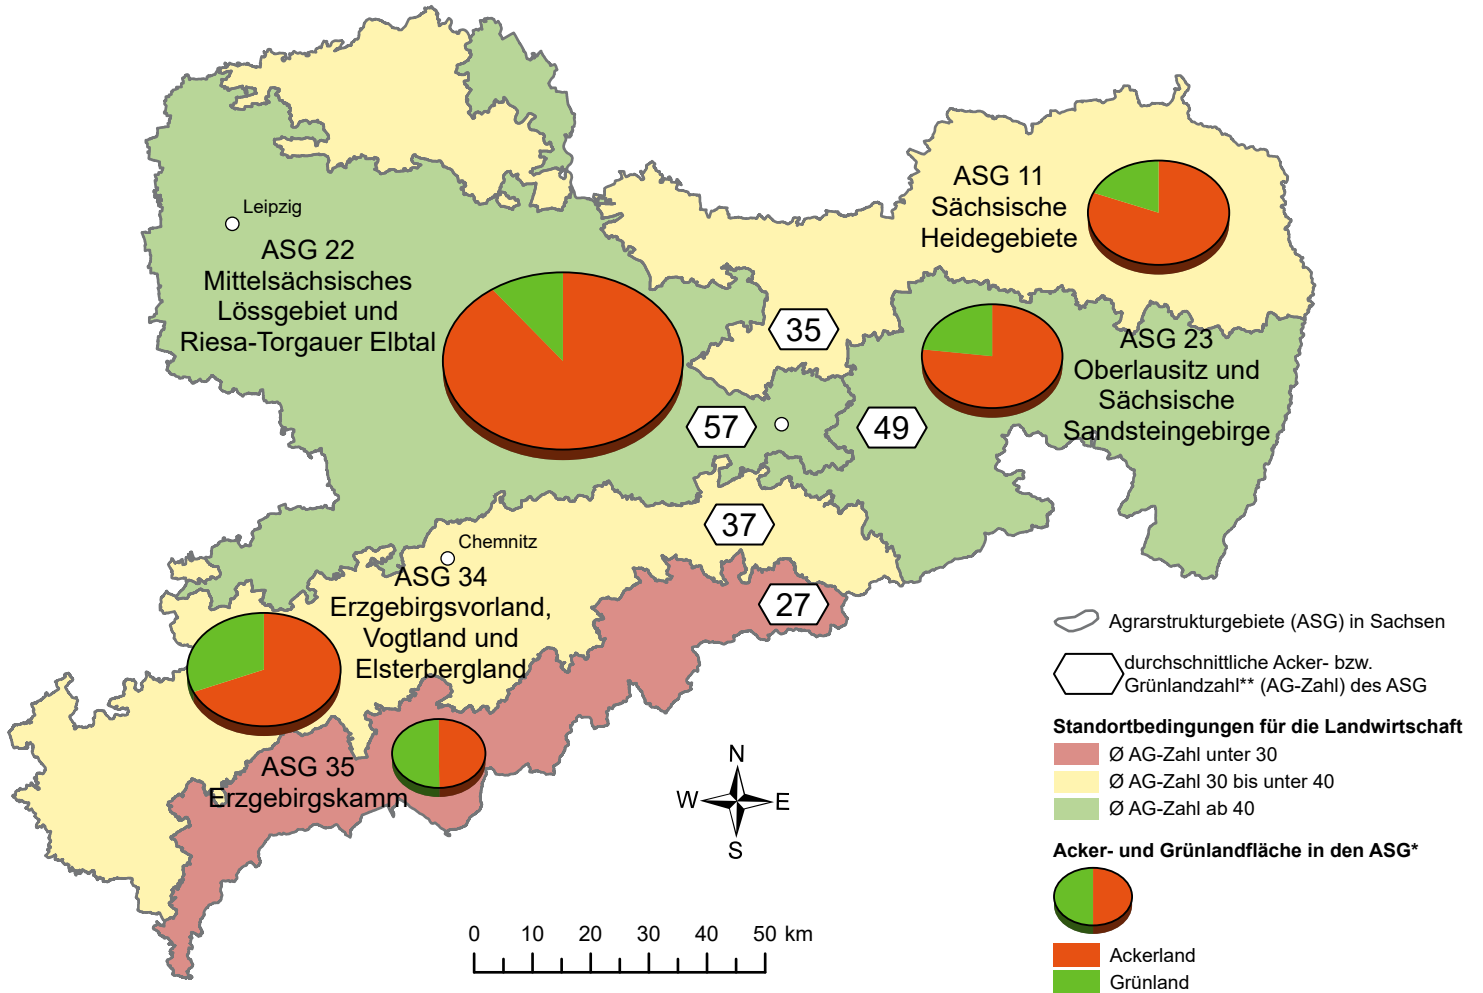 Leipzig
ASG 22
Mittelsächsisches
Lössgebiet und
Riesa-Torgauer Elbtal
ASG 11
Sächsische
Heidegebiete
35
ASG 23
Oberlausitz und
Sächsische
Sandsteingebirge
57
49
37
Chemnitz
ASG 34
Erzgebirgsvorland,
Vogtland und
Elsterbergland
27
ASG 35
Erzgebirgskamm
N
W
E
S
0 10 20 30 40 50 km
Agrarstrukturgebiete (ASG) in Sachsen
durchschnittliche Acker- bzw.
Grünlandzahl** (AG-Zahl) des ASG
Standortbedingungen für die Landwirtschaft
Ø AG-Zahl unter 30
Ø AG-Zahl 30 bis unter 40
Ø AG-Zahl ab 40
Acker- und Grünlandfläche in den ASG*
Ackerland
Grünland